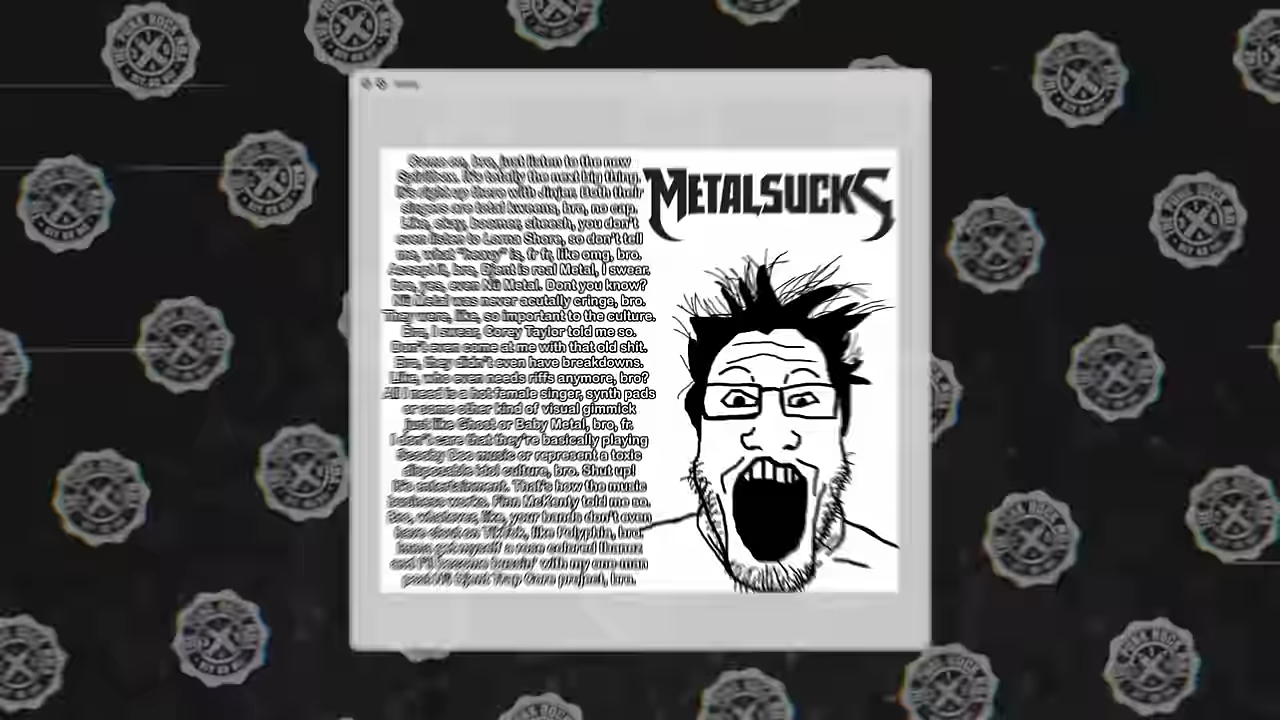 Come on, bro, just listen to the new
Spiritbox. It's totally the next big thing.
It's right up there with Jinjer. Both their
singers are total kweens, bro, no cap.
Like, okay, boomer, sheesh, you don't
even listen to Lorna Shore, so don't tell
me, what "heavy" is, fr fr, like omg, bro.
Accept it, bro, Djent is real Metal, I swear.
bro, yes, even Nü Metal. Dont you know?
Nü Metal was never acutally cringe, bro.
They were, like, so important to the culture.
Bro, I swear, Corey Taylor told me so.
Don't even come at me with that old shit.
Bro, they didn't even have breakdowns.
Like, who even needs riffs anymore, bro?
All I need is a hot female singer, synth pads
or some other kind of visual gimmick
just like Ghost or Baby Metal, bro, fr.
I don't care that they're basically playing
Scooby Doo music or represent a toxic
disposable idol culture, bro. Shut up!
It's entertainment. That's how the music
business works. Finn McKenty told me so.
Bro, whatever, like, your bands don't even
have clout on TikTok, like Polyphia, bro.
Imma get myself a rose colored Ibanez
and I'll become bussin' with my one man
post Nü Djent Trap Core project, bro.
METALSUCKS
THE PUNK ROCK MBA